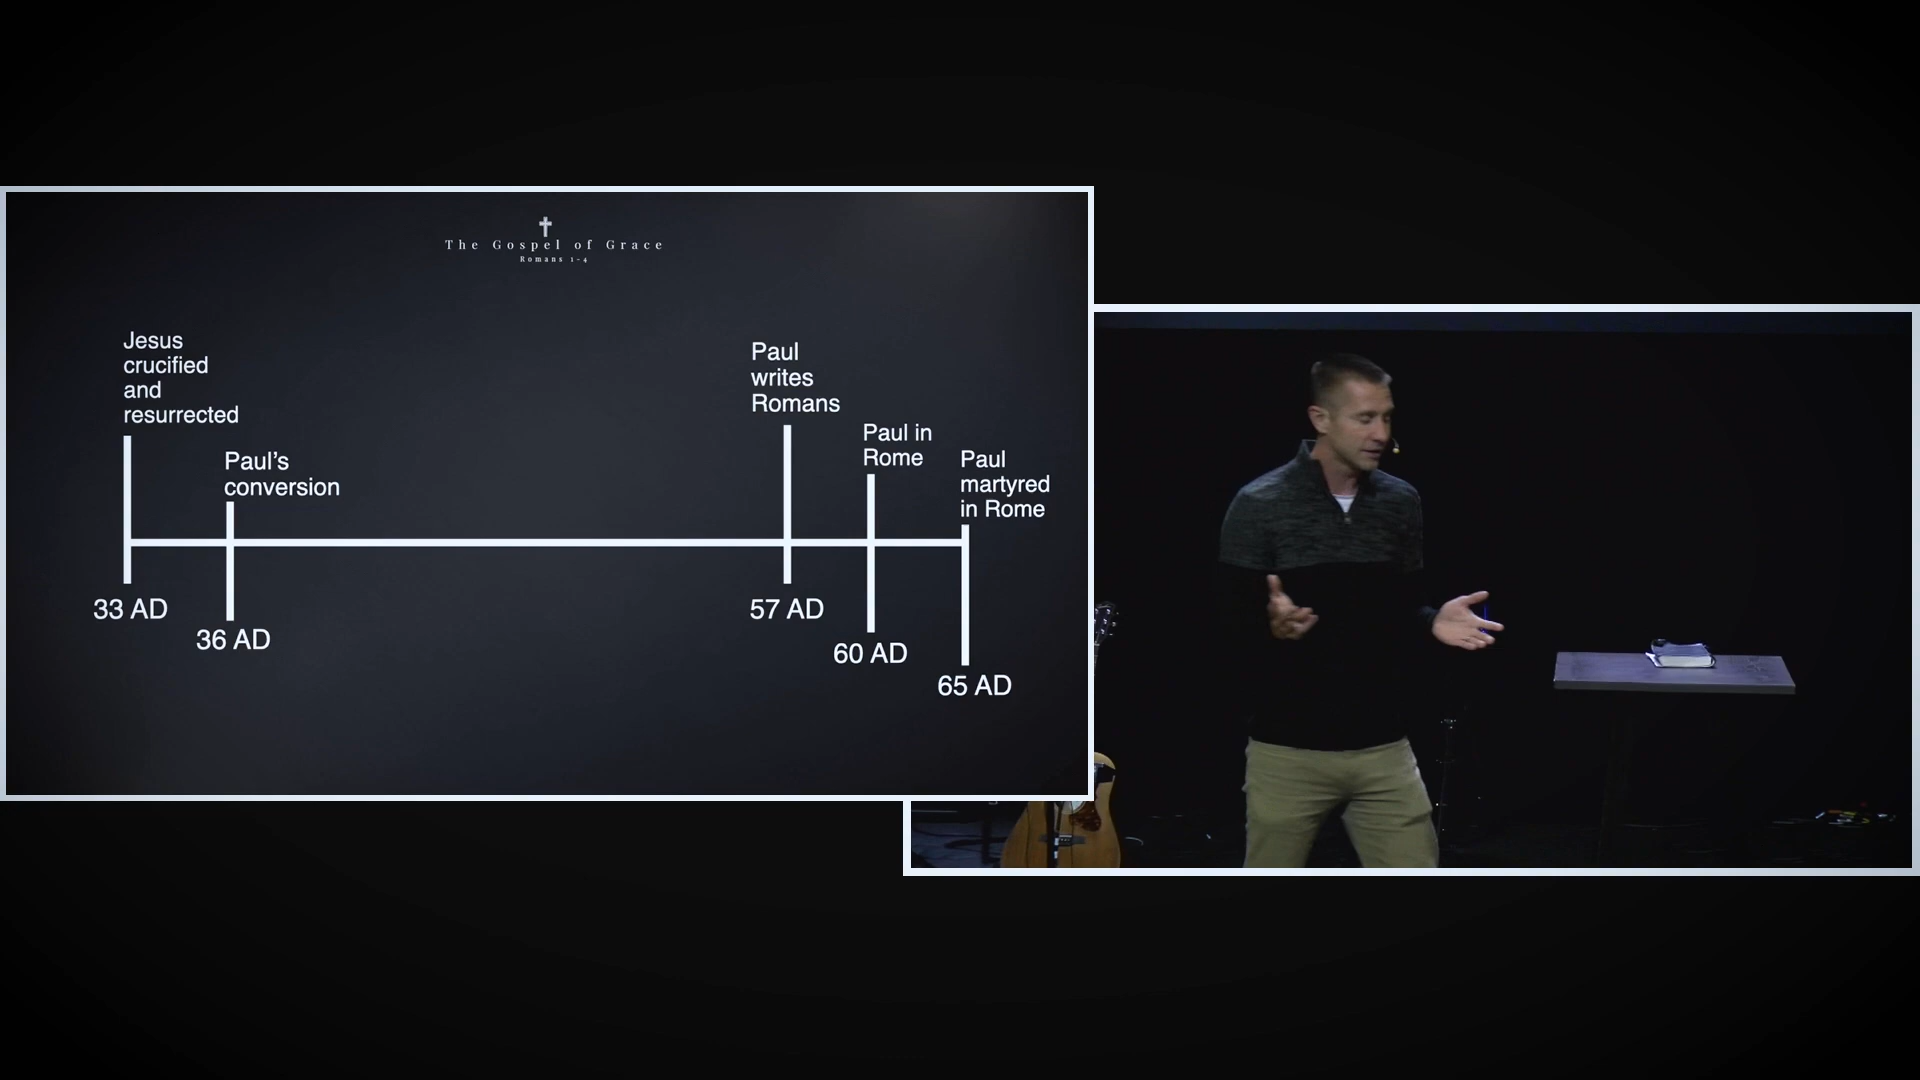 The Gospel of Grace
Romans 1-4
Jesus
crucified
and
resurrected
Paul's
conversion
Paul
writes
Romans
Paul in
Rome
Paul
martyred
in Rome
33 AD
36 AD
57 AD
60 AD
65 AD